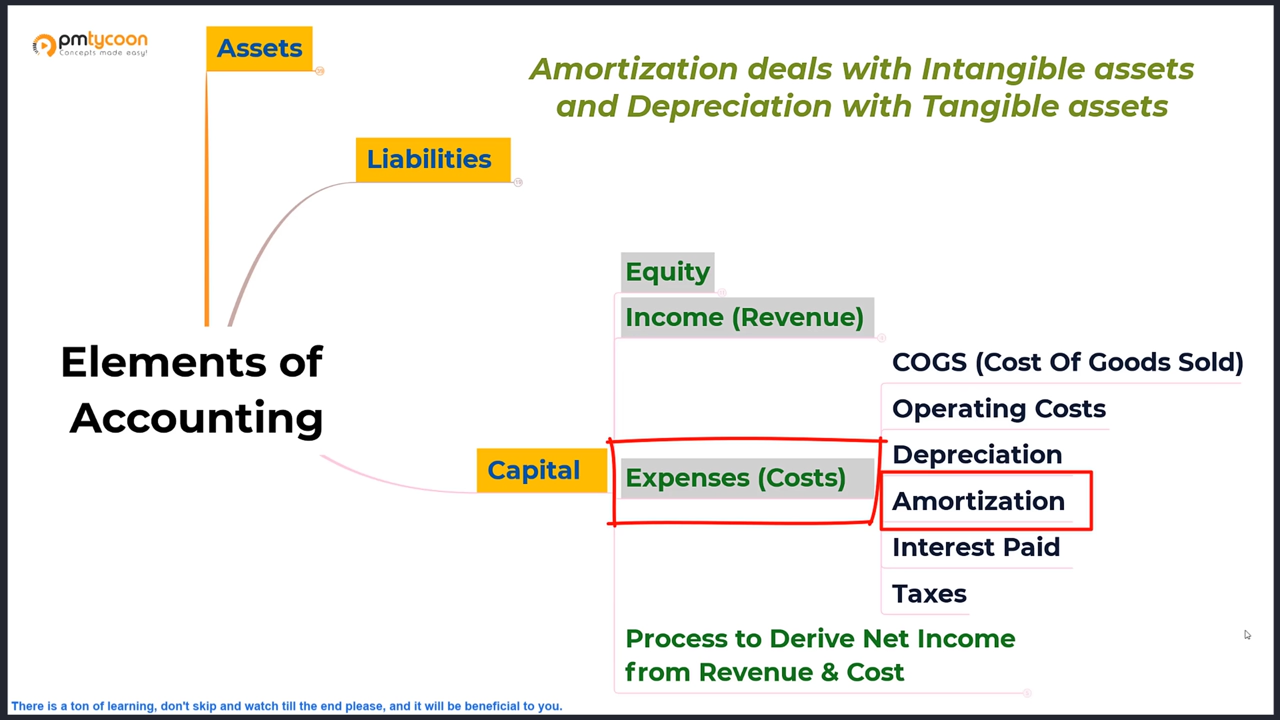 pmtycoon
Concepts made easy!
Assets
Amortization deals with Intangible assets
and Depreciation with Tangible assets
Liabilities
Equity
Income (Revenue)
Elements of
Accounting
COGS (Cost Of Goods Sold)
Operating Costs
Depreciation
Capital
Expenses (Costs)
Amortization
Interest Paid
Taxes
Process to Derive Net Income
from Revenue & Cost
There is a ton of learning, don't skip and watch till the end please, and it will be beneficial to you.